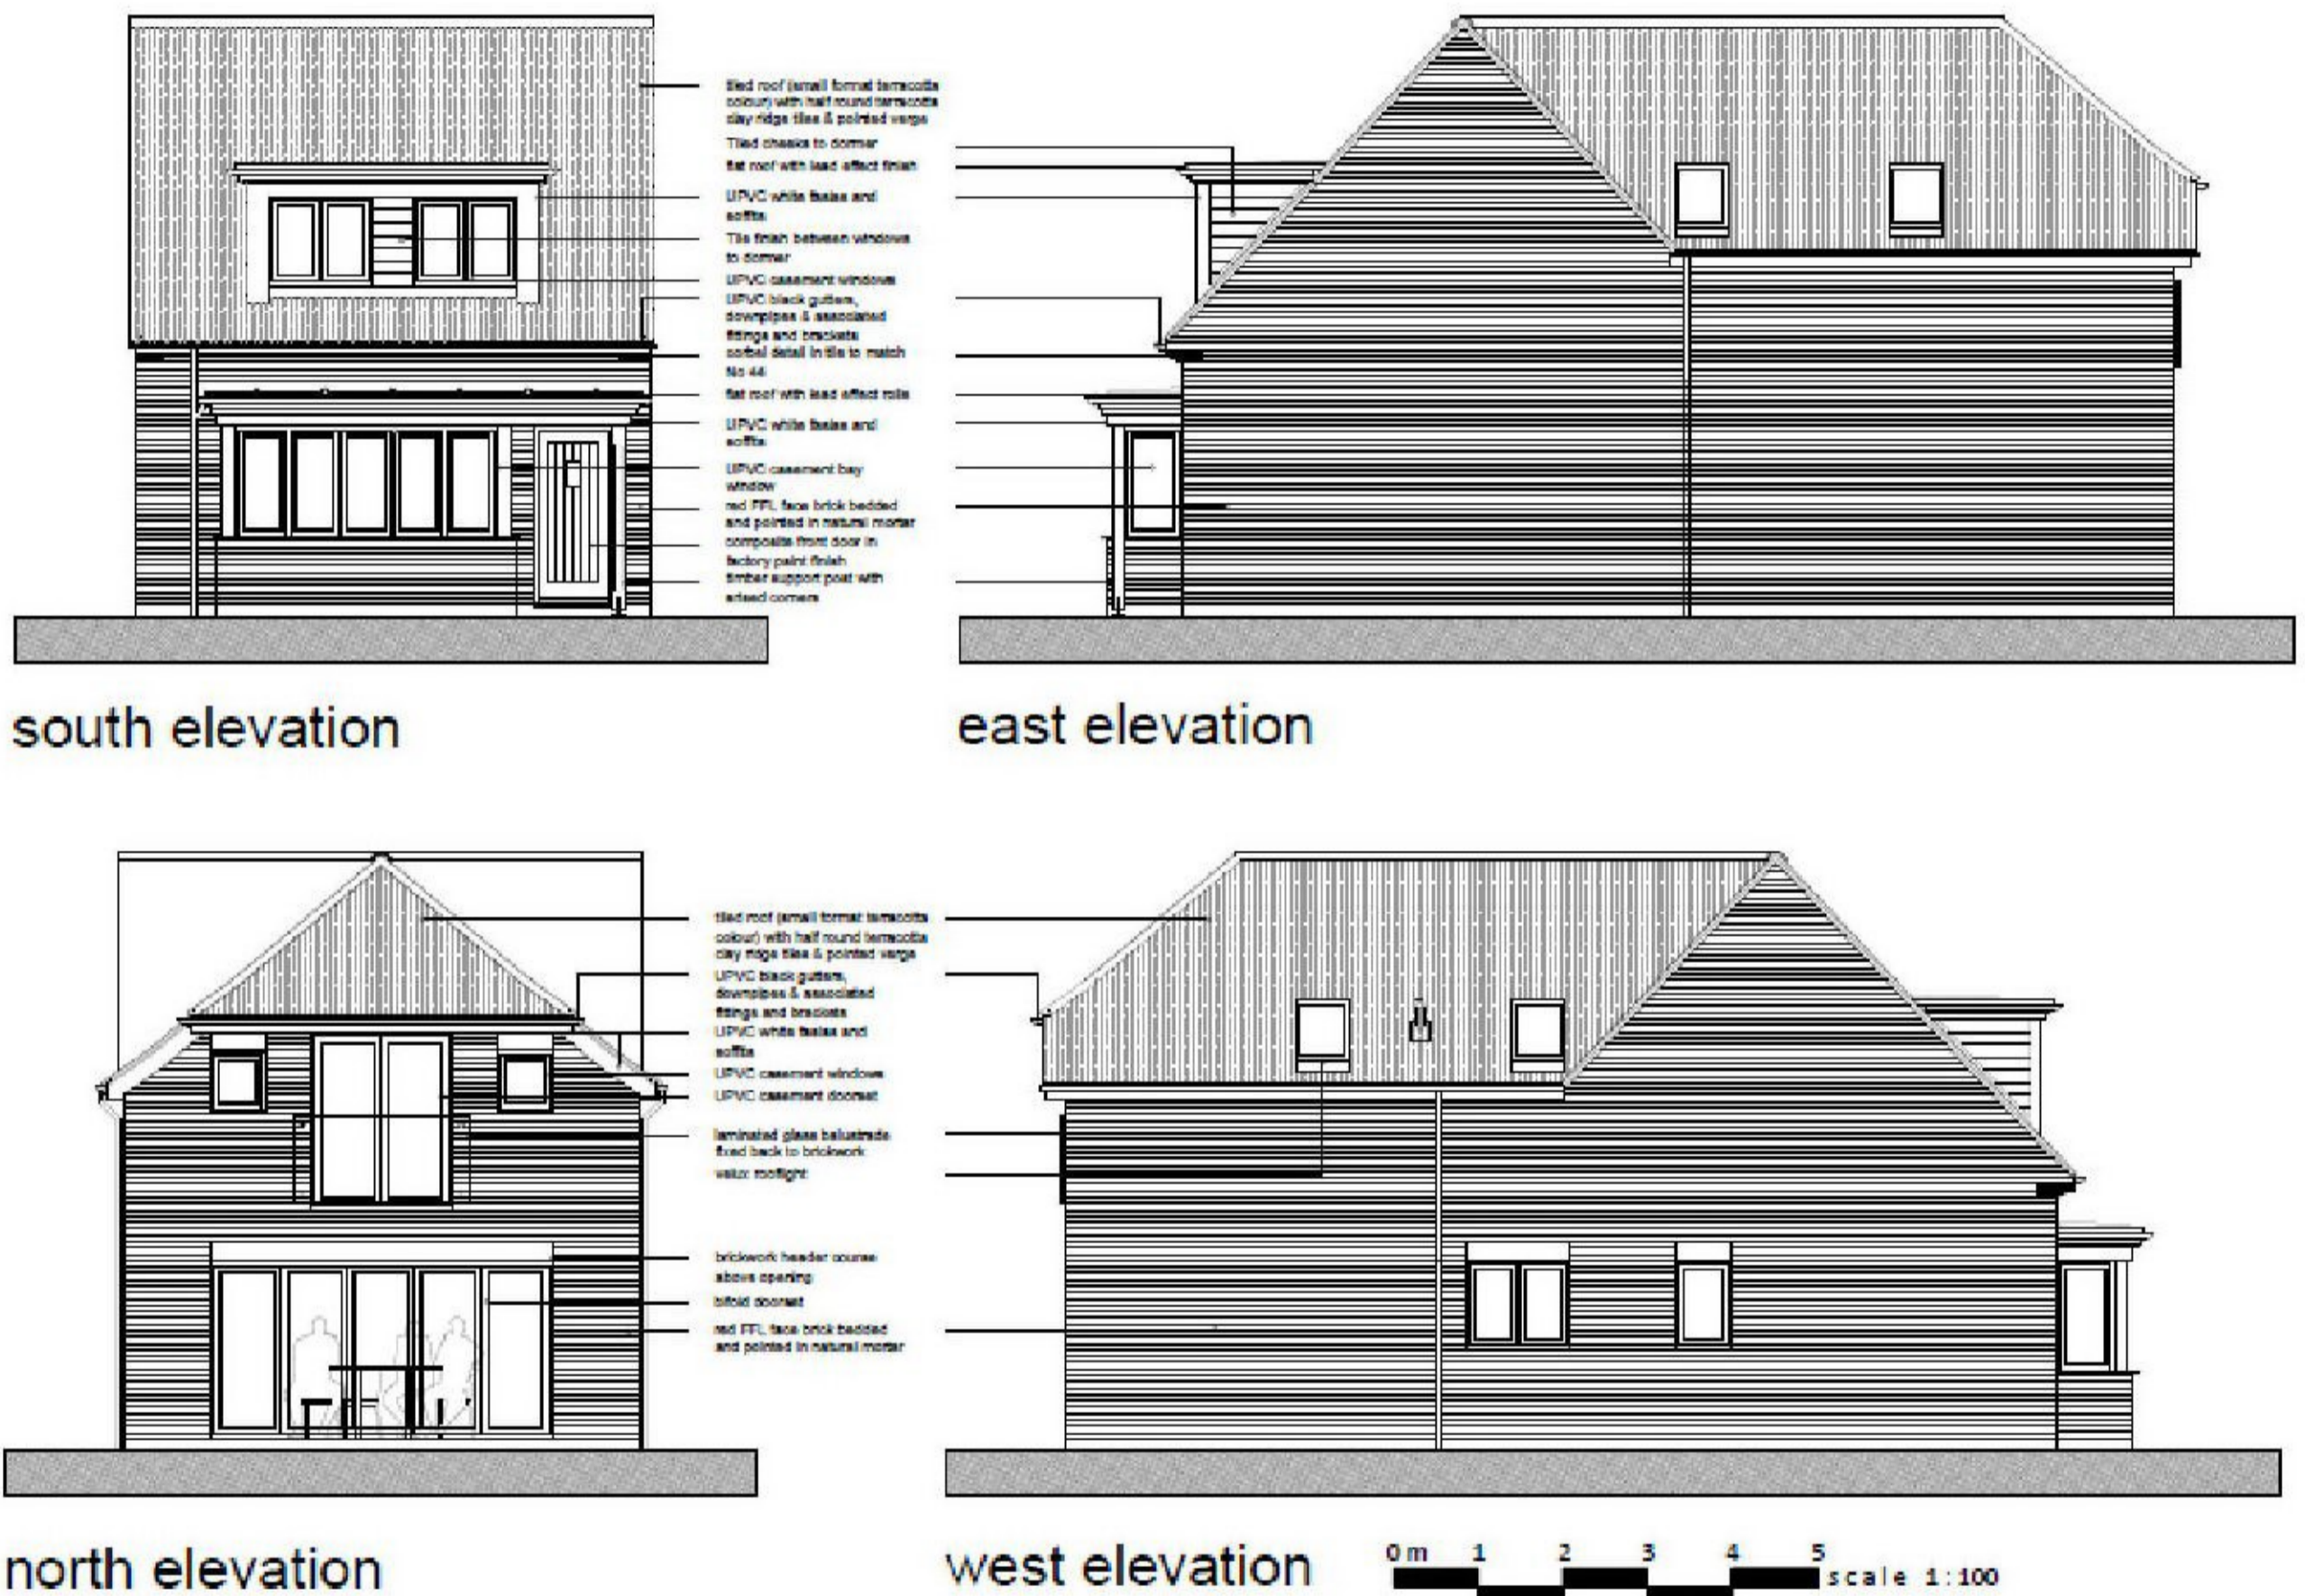 tiled roof (small format terracotta
colour) with half round terracotta
clay ridge tiles & pointed verge
Tiled cheeks to dormer
flat roof with lead effect finish
UPVC white fasias and
soffits
Tile finish between windows
to dormer
UPVC casement windows
UPVC black gutters,
downpipes & associated
fittings and brackets
corbel detail in tile to match
No 44
flat roof with lead effect rolls
UPVC white fasias and
soffits
UPVC casement bay
window
red FFL face brick bedded
and pointed in natural mortar
composite front door in
factory paint finish
timber support post with
arised corners
south elevation
east elevation
tiled roof (small format terracotta
colour) with half round terracotta
clay ridge tiles & pointed verge
UPVC black gutters,
downpipes & associated
fittings and brackets
UPVC white fasias and
soffits
UPVC casement windows
UPVC casement doorset
laminated glass balustrade
fixed back to brickwork
velux rooflight
brickwork header course
above opening
bifold doorset
red FFL face brick bedded
and pointed in natural mortar
north elevation
west elevation
0 m 1 2 3 4 5
scale 1:100